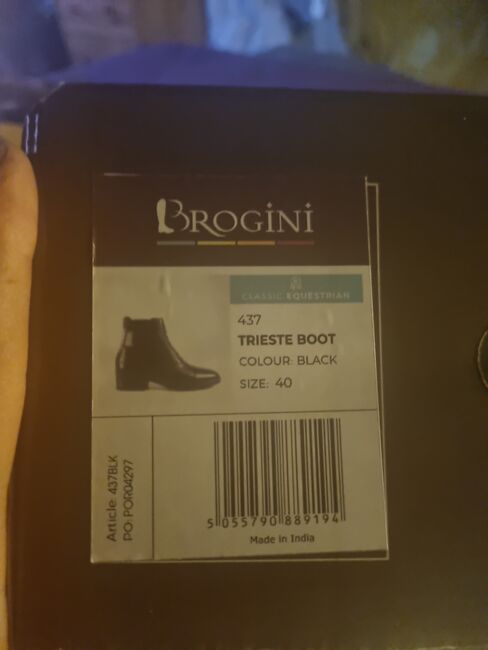 BROGINI
CLASSIC EQUESTRIAN
437
TRIESTE BOOT
COLOUR: BLACK
SIZE: 40
Article: 437BLK
PO: POR04297
5 055790 889194
Made in India